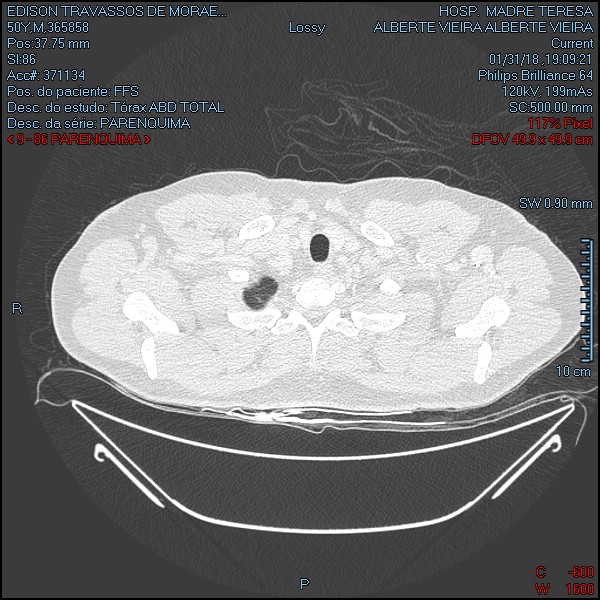 EDISON TRAVASSOS DE MORAE...
50Y,M,365858
Pos:37.75 mm
Sl:86
Acc#: 371134
Pos. do paciente: FFS
Desc. do estudo: Tórax ABD TOTAL
Desc. da série: PARENQUIMA
< 9 - 86 PARENQUIMA >
Lossy
HOSP. MADRE TERESA
ALBERTE VIEIRA ALBERTE VIEIRA
Current
01/31/18 ,19:09:21
Philips Brilliance 64
120kV, 199mAs
SC:500.00 mm
117% Pixel
DFOV 49.9 x 49.9 cm
SW 0.90 mm
R
10 cm
P
C -600
W 1600